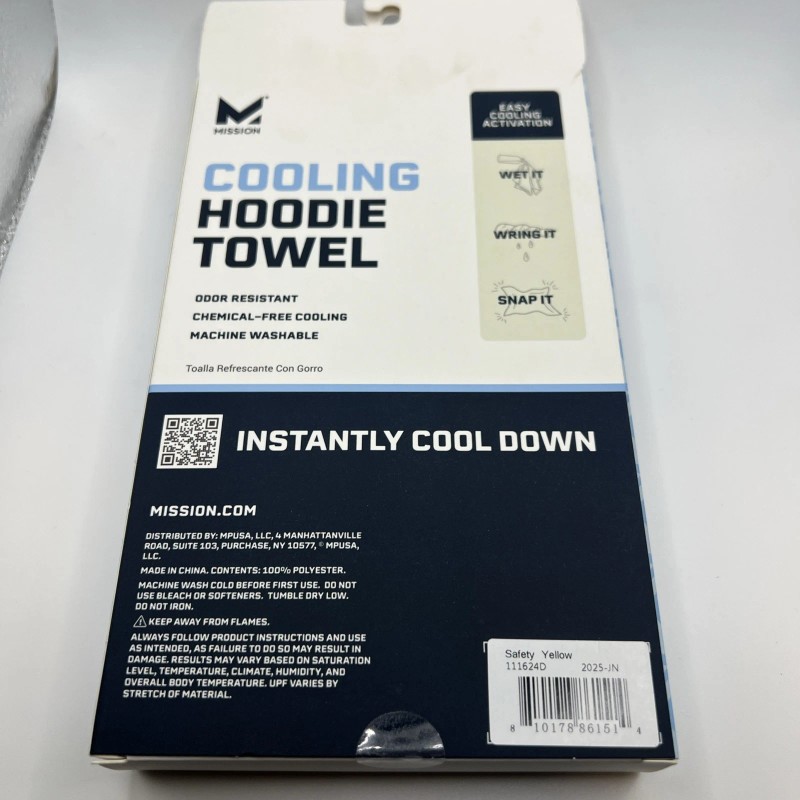 MISSION
COOLING
HOODIE
TOWEL
ODOR RESISTANT
CHEMICAL-FREE COOLING
MACHINE WASHABLE
Toalla Refrescante Con Gorro
EASY
COOLING
ACTIVATION
WET IT
WRING IT
SNAP IT
INSTANTLY COOL DOWN
MISSION.COM
DISTRIBUTED BY: MPUSA, LLC, 4 MANHATTANVILLE
ROAD, SUITE 103, PURCHASE, NY 10577, © MPUSA,
LLC.
MADE IN CHINA. CONTENTS: 100% POLYESTER.
MACHINE WASH COLD BEFORE FIRST USE. DO NOT
USE BLEACH OR SOFTENERS. TUMBLE DRY LOW.
DO NOT IRON.
KEEP AWAY FROM FLAMES.
ALWAYS FOLLOW PRODUCT INSTRUCTIONS AND USE
AS INTENDED, AS FAILURE TO DO SO MAY RESULT IN
DAMAGE. RESULTS MAY VARY BASED ON SATURATION
LEVEL, TEMPERATURE, CLIMATE, HUMIDITY, AND
OVERALL BODY TEMPERATURE. UPF VARIES BY
STRETCH OF MATERIAL.
Safety Yellow
111624D 2025-JN
8 10178 86151 4